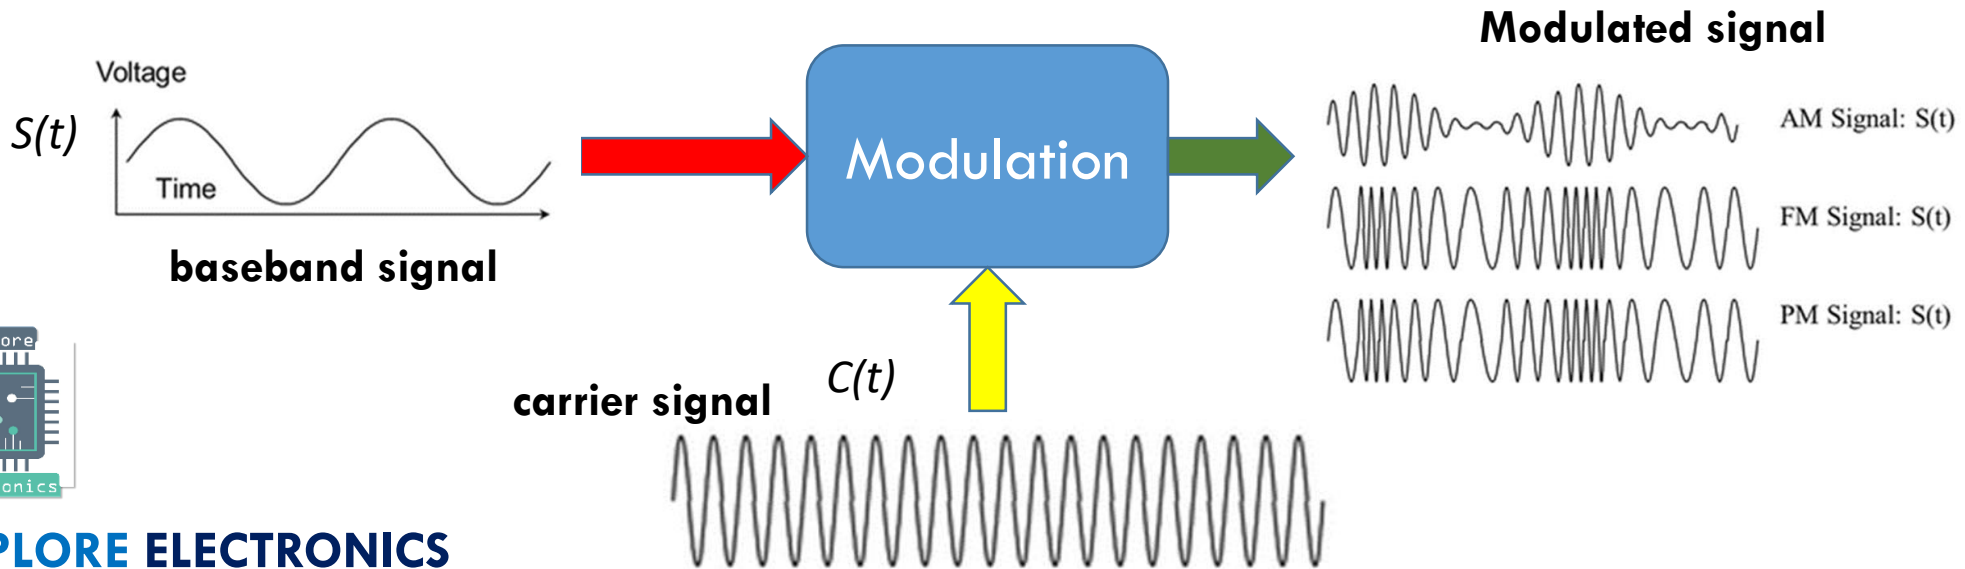 Modulated signal
Voltage
S(t)
Time
baseband signal
Modulation
AM Signal: S(t)
FM Signal: S(t)
PM Signal: S(t)
C(t)
carrier signal
ore
onics
PLORE ELECTRONICS